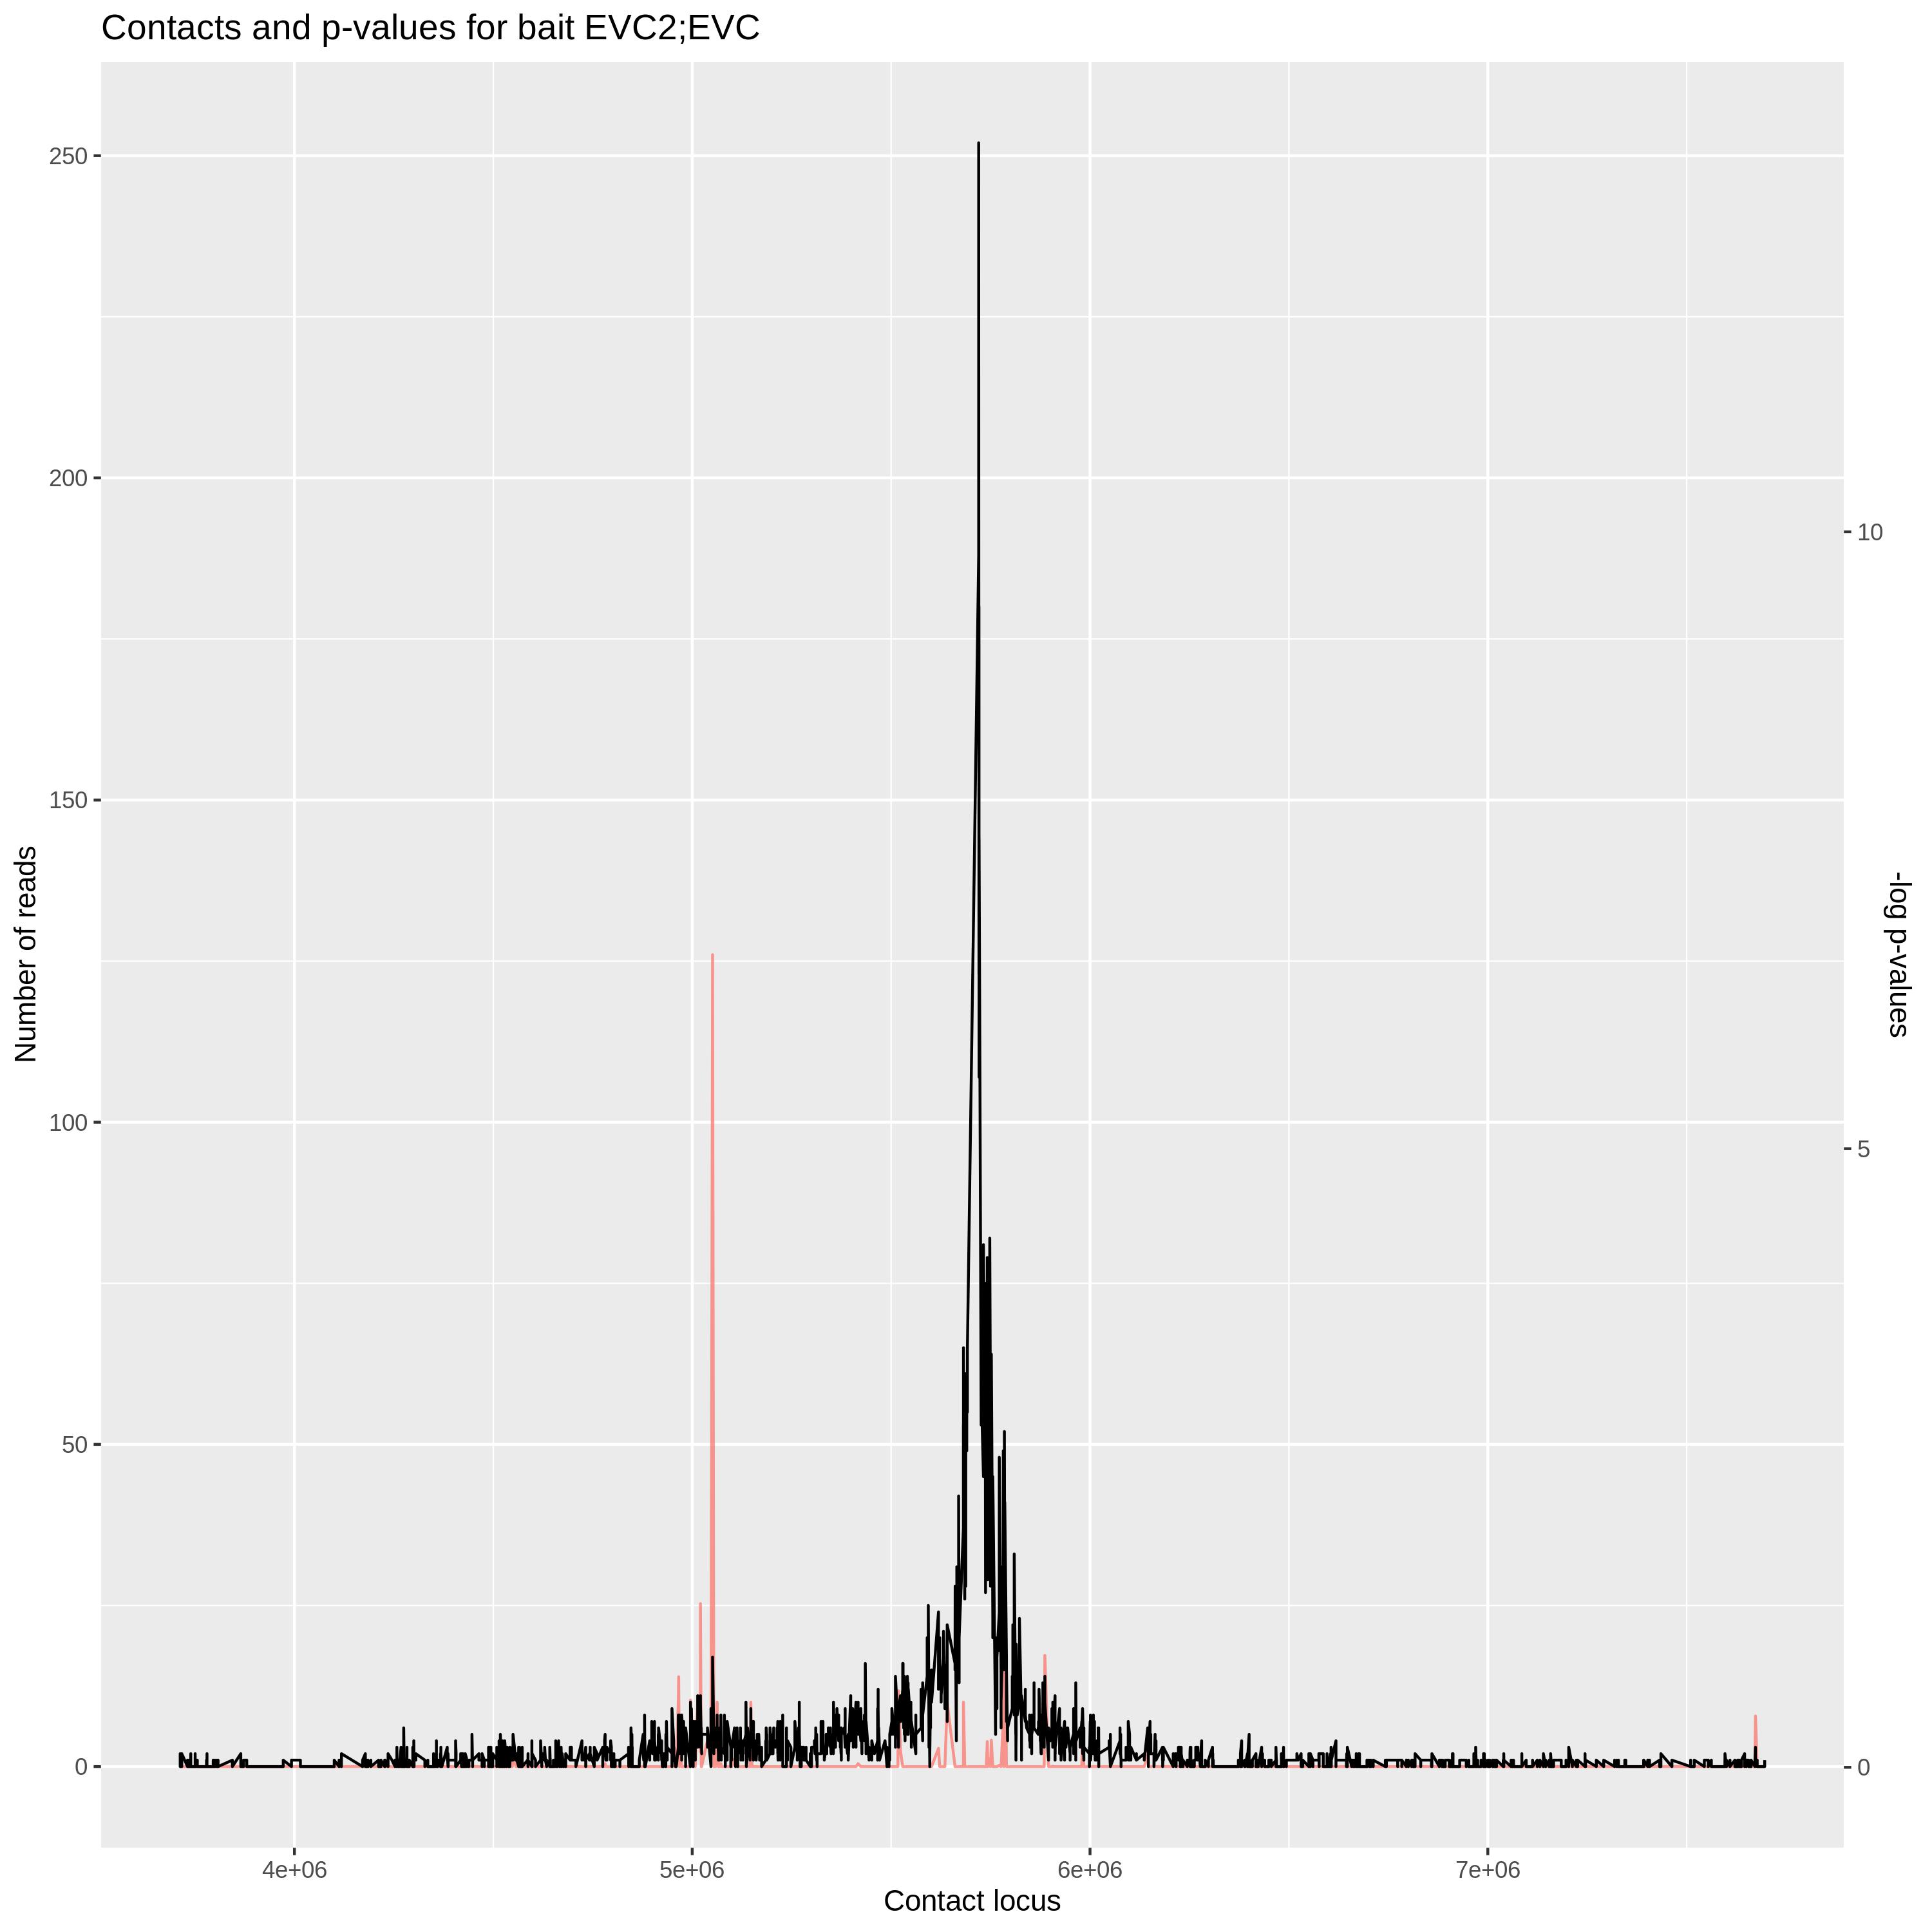 Contacts and p-values for bait EVC2;EVC
250
200
150
100
50
0
Number of reads
10
5
0
-log p-values
4e+06
5e+06
6e+06
7e+06
Contact locus